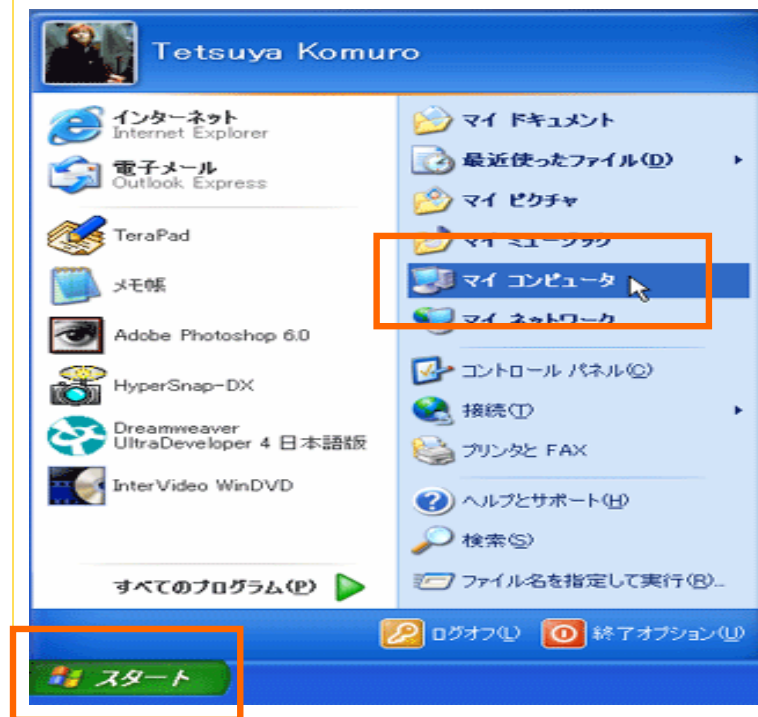 Tetsuya Komuro
インターネット
Internet Explorer
電子メール
Outlook Express
TeraPad
メモ帳
Adobe Photoshop 6.0
HyperSnap-DX
Dreamweaver
UltraDeveloper 4 日本語版
InterVideo WinDVD
すべてのプログラム(P)
マイ ドキュメント
最近使ったファイル(D)
マイ ピクチャ
マイ ミュージック
マイ コンピュータ
マイ ネットワーク
コントロール パネル(C)
接続(T)
プリンタと FAX
ヘルプとサポート(H)
検索(S)
ファイル名を指定して実行(R)...
ログオフ(L)
終了オプション(U)
スタート